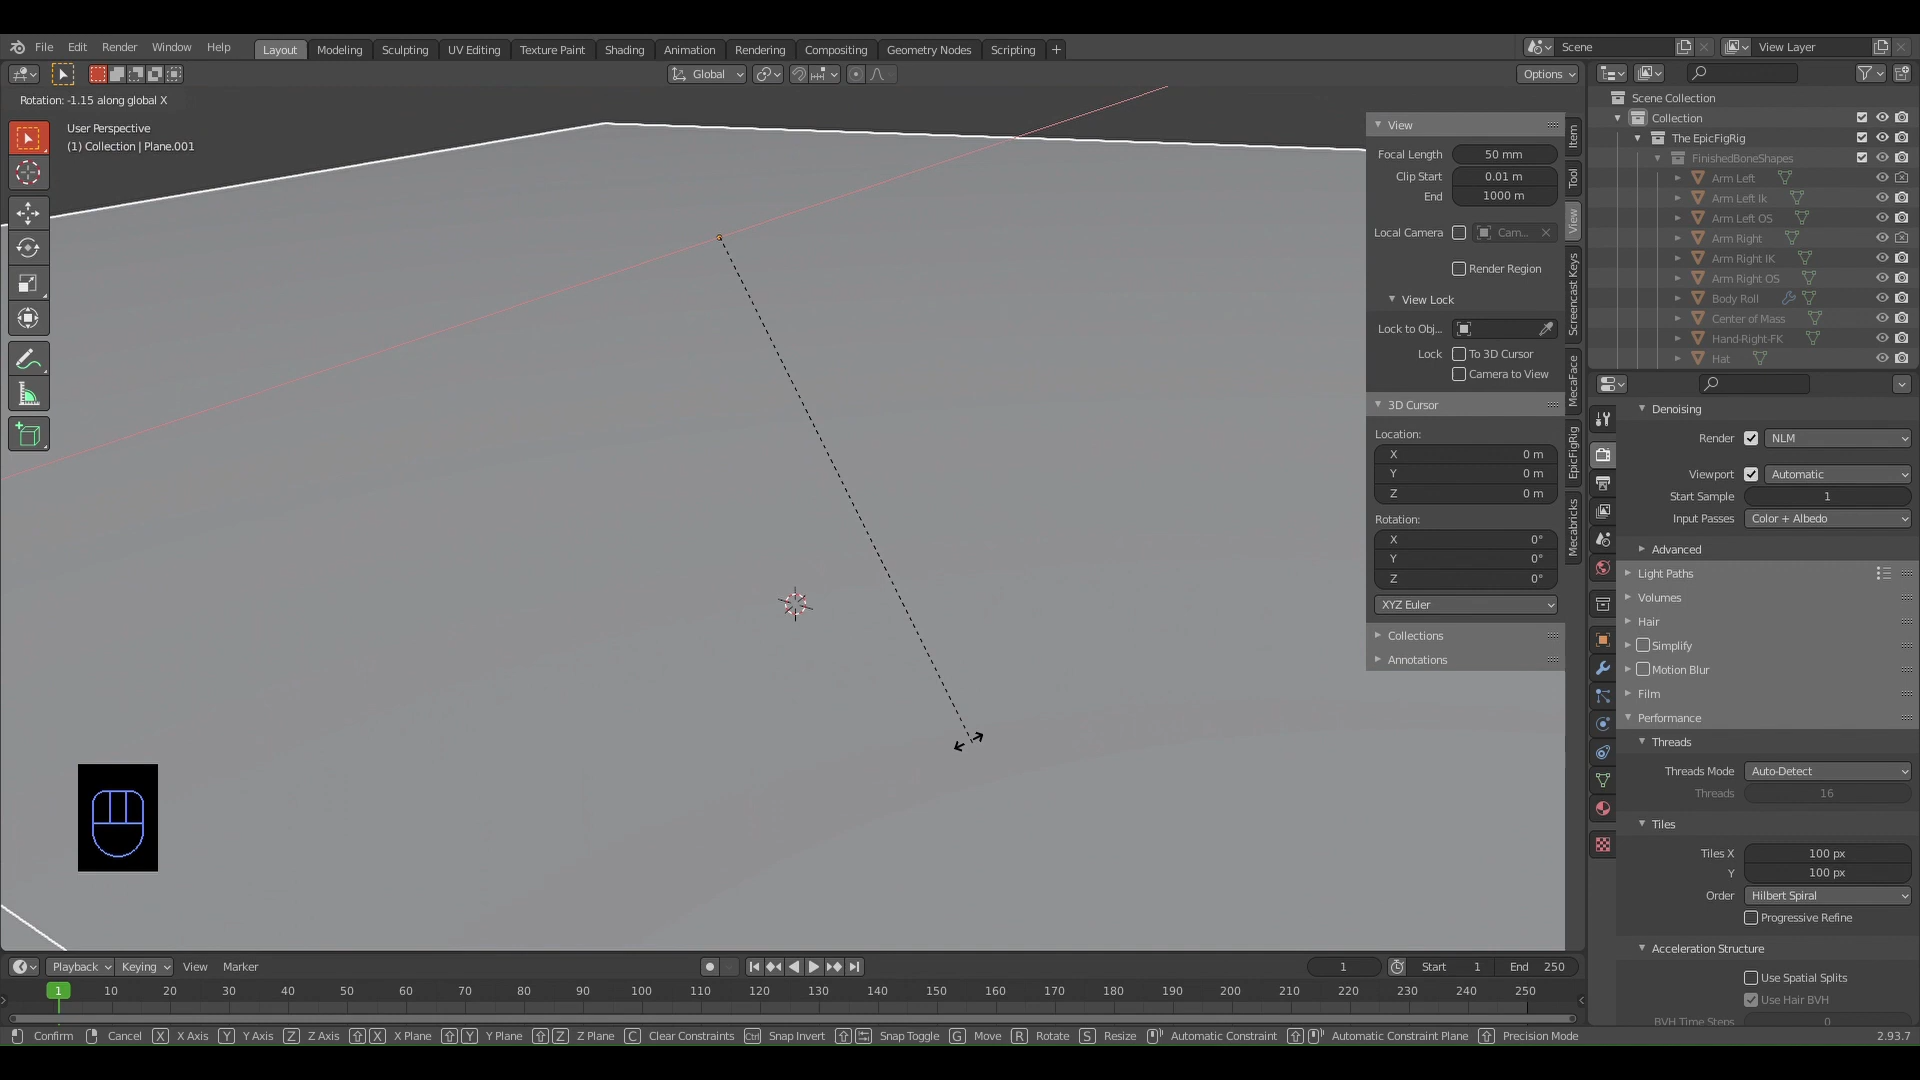 File Edit Render Window Help Layout Modeling Sculpting UV Editing Texture Paint Shading Animation Rendering Compositing Geometry Nodes Scripting + Scene View Layer
Global Options
Rotation: -1.15 along global X
User Perspective
(1) Collection | Plane.001
View
Focal Length 50 mm
Clip Start 0.01 m
End 1000 m
Local Camera Cam...
Render Region
View Lock
Lock to Obj...
Lock To 3D Cursor
Camera to View
3D Cursor
Location:
X 0 m
Y 0 m
Z 0 m
Rotation:
X 0°
Y 0°
Z 0°
XYZ Euler
Collections
Annotations
Item
Tool
View
Screencast Keys
MecaFace
EpicFigRig
Mecabricks
Scene Collection
Collection
The EpicFigRig
FinishedBoneShapes
Arm Left
Arm Left Ik
Arm Left OS
Arm Right
Arm Right IK
Arm Right OS
Body Roll
Center of Mass
Hand-Right-FK
Hat
Denoising
Render NLM
Viewport Automatic
Start Sample 1
Input Passes Color + Albedo
Advanced
Light Paths
Volumes
Hair
Simplify
Motion Blur
Film
Performance
Threads
Threads Mode Auto-Detect
Threads 16
Tiles
Tiles X 100 px
Y 100 px
Order Hilbert Spiral
Progressive Refine
Acceleration Structure
Use Spatial Splits
Use Hair BVH
BVH Time Steps 0
Playback Keying View Marker 1 Start 1 End 250
1 10 20 30 40 50 60 70 80 90 100 110 120 130 140 150 160 170 180 190 200 210 220 230 240 250
Confirm Cancel X X Axis Y Y Axis Z Z Axis X X Plane Y Y Plane Z Z Plane C Clear Constraints Ctrl Snap Invert Snap Toggle G Move R Rotate S Resize Automatic Constraint Automatic Constraint Plane Precision Mode 2.93.7